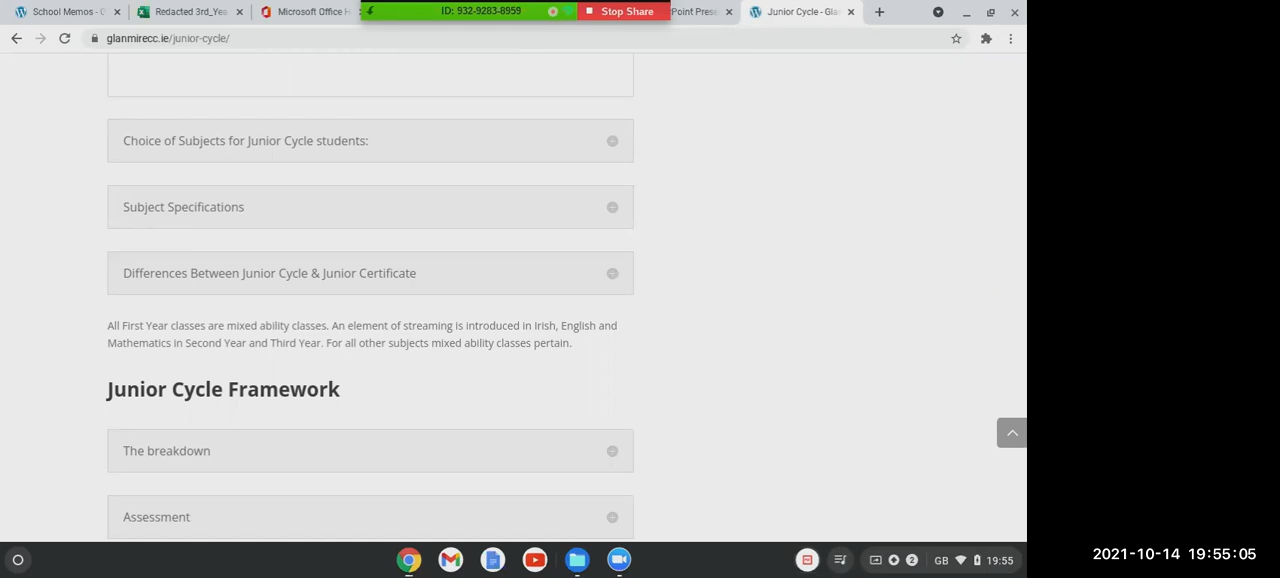 School Memos - G
Redacted 3rd_Yea
Microsoft Office H
ID: 932-9283-8959
Stop Share
Point Prese
Junior Cycle - Gla
glanmirecc.ie/junior-cycle/
Choice of Subjects for Junior Cycle students:
Subject Specifications
Differences Between Junior Cycle & Junior Certificate
All First Year classes are mixed ability classes. An element of streaming is introduced in Irish, English and
Mathematics in Second Year and Third Year. For all other subjects mixed ability classes pertain.
Junior Cycle Framework
The breakdown
Assessment
2
GB
19:55
2021-10-14 19:55:05